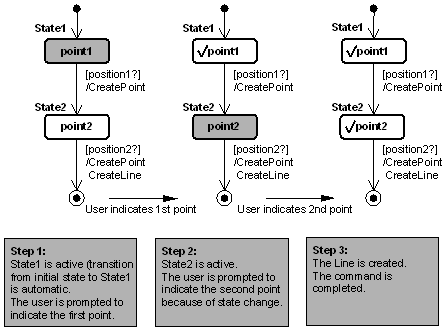 State1
point1
[position1?]
/CreatePoint
State2
point2
[position2?]
/CreatePoint
CreateLine
State1
✓point1
[position1?]
/CreatePoint
State2
point2
[position2?]
/CreatePoint
CreateLine
State1
✓point1
[position1?]
/CreatePoint
State2
✓point2
[position2?]
/CreatePoint
CreateLine
User indicates 1st point
User indicates 2nd point
Step 1:
State1 is active (transition
from initial state to State1
is automatic.
The user is prompted to
indicate the first point.
Step 2:
State2 is active.
The user is prompted to
indicate the second point
because of state change.
Step 3:
The Line is created.
The command is
completed.